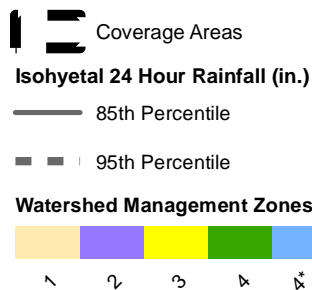 Coverage Areas
Isohyetal 24 Hour Rainfall (in.)
85th Percentile
95th Percentile
Watershed Management Zones
1 2 3 4 4*